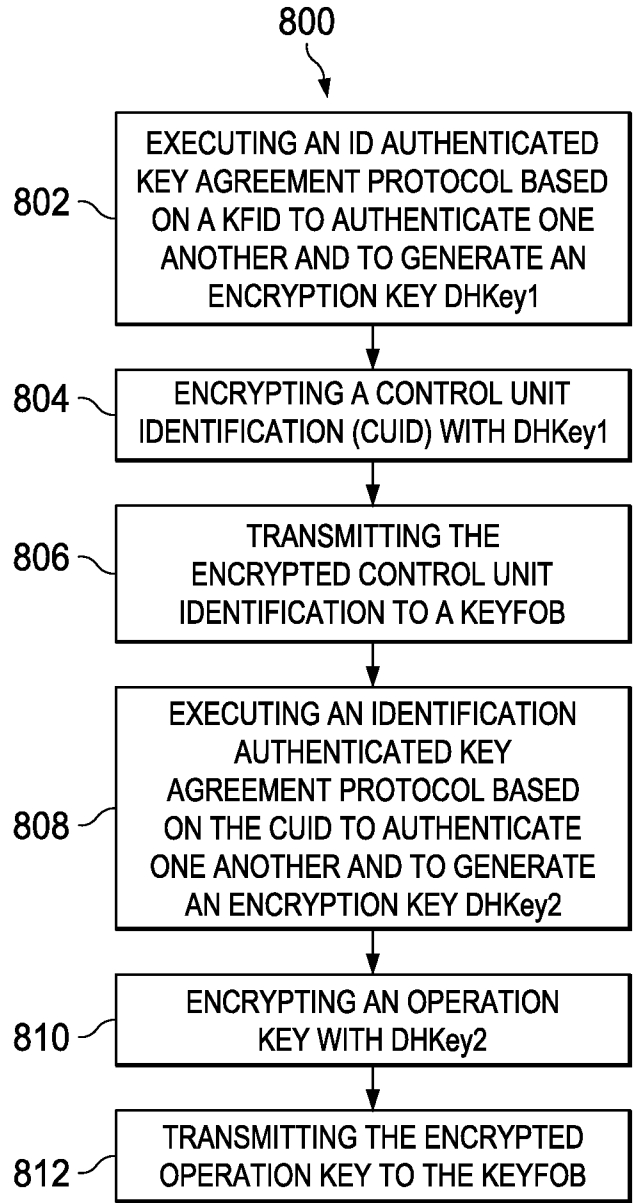 800
802
EXECUTING AN ID AUTHENTICATED
KEY AGREEMENT PROTOCOL BASED
ON A KFID TO AUTHENTICATE ONE
ANOTHER AND TO GENERATE AN
ENCRYPTION KEY DHKey1
804
ENCRYPTING A CONTROL UNIT
IDENTIFICATION (CUID) WITH DHKey1
806
TRANSMITTING THE
ENCRYPTED CONTROL UNIT
IDENTIFICATION TO A KEYFOB
808
EXECUTING AN IDENTIFICATION
AUTHENTICATED KEY
AGREEMENT PROTOCOL BASED
ON THE CUID TO AUTHENTICATE
ONE ANOTHER AND TO GENERATE
AN ENCRYPTION KEY DHKey2
810
ENCRYPTING AN OPERATION
KEY WITH DHKey2
812
TRANSMITTING THE ENCRYPTED
OPERATION KEY TO THE KEYFOB